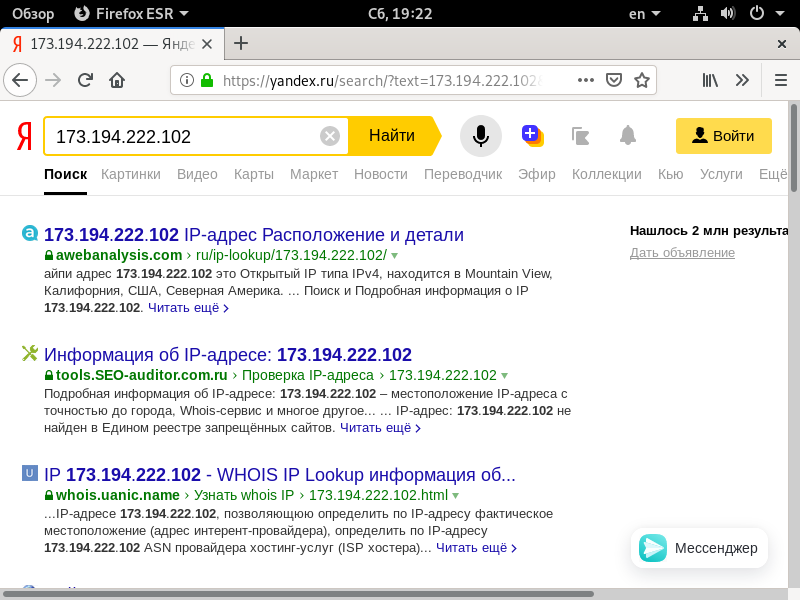 Обзор Firefox ESR Сб, 19:22 en
Я 173.194.222.102 — Янде
https://yandex.ru/search/?text=173.194.222.102&
Я 173.194.222.102 Найти Войти
Поиск Картинки Видео Карты Маркет Новости Переводчик Эфир Коллекции Кью Услуги Ещё
173.194.222.102 IP-адрес Расположение и детали
awebanalysis.com › ru/ip-lookup/173.194.222.102/
айпи адрес 173.194.222.102 это Открытый IP типа IPv4, находится в Mountain View,
Калифорния, США, Северная Америка. ... Поиск и Подробная информация о IP
173.194.222.102. Читать ещё ›
Нашлось 2 млн результа
Дать объявление
Информация об IP-адресе: 173.194.222.102
tools.SEO-auditor.com.ru › Проверка IP-адреса › 173.194.222.102
Подробная информация об IP-адресе: 173.194.222.102 – местоположение IP-адреса с
точностью до города, Whois-сервис и многое другое... ... IP-адрес: 173.194.222.102 не
найден в Едином реестре запрещённых сайтов. Читать ещё ›
U IP 173.194.222.102 - WHOIS IP Lookup информация об...
whois.uanic.name › Узнать whois IP › 173.194.222.102.html
...IP-адресе 173.194.222.102, позволяющую определить по IP-адресу фактическое
местоположение (адрес интерент-провайдера), определить по IP-адресу
173.194.222.102 ASN провайдера хостинг-услуг (ISP хостера)... Читать ещё ›
Мессенджер